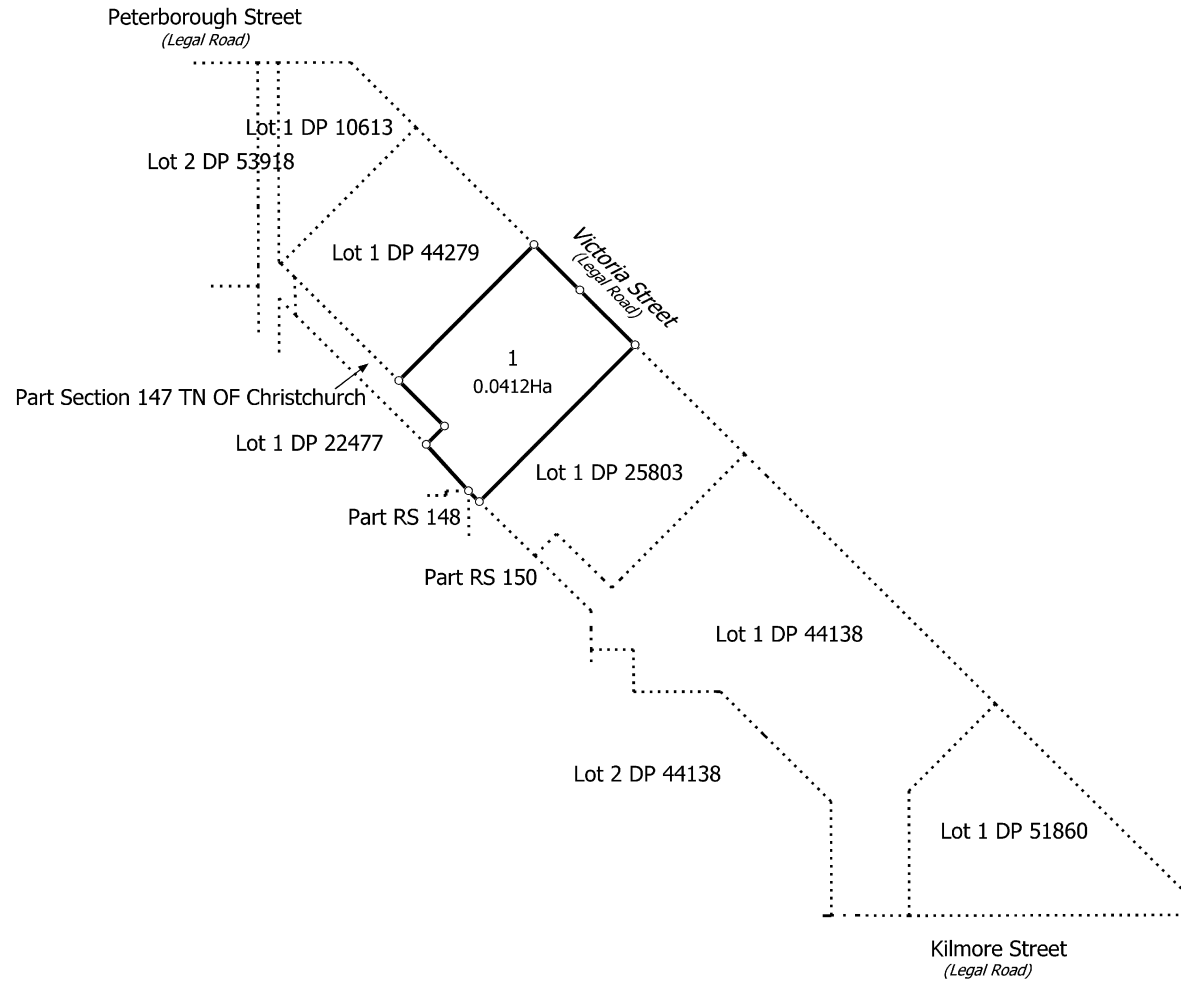 Peterborough Street
(Legal Road)
Lot 1 DP 10613
Lot 2 DP 53918
Lot 1 DP 44279
Victoria Street
(Legal Road)
1
0.0412Ha
Part Section 147 TN OF Christchurch
Lot 1 DP 22477
Lot 1 DP 25803
Part RS 148
Part RS 150
Lot 1 DP 44138
Lot 2 DP 44138
Lot 1 DP 51860
Kilmore Street
(Legal Road)